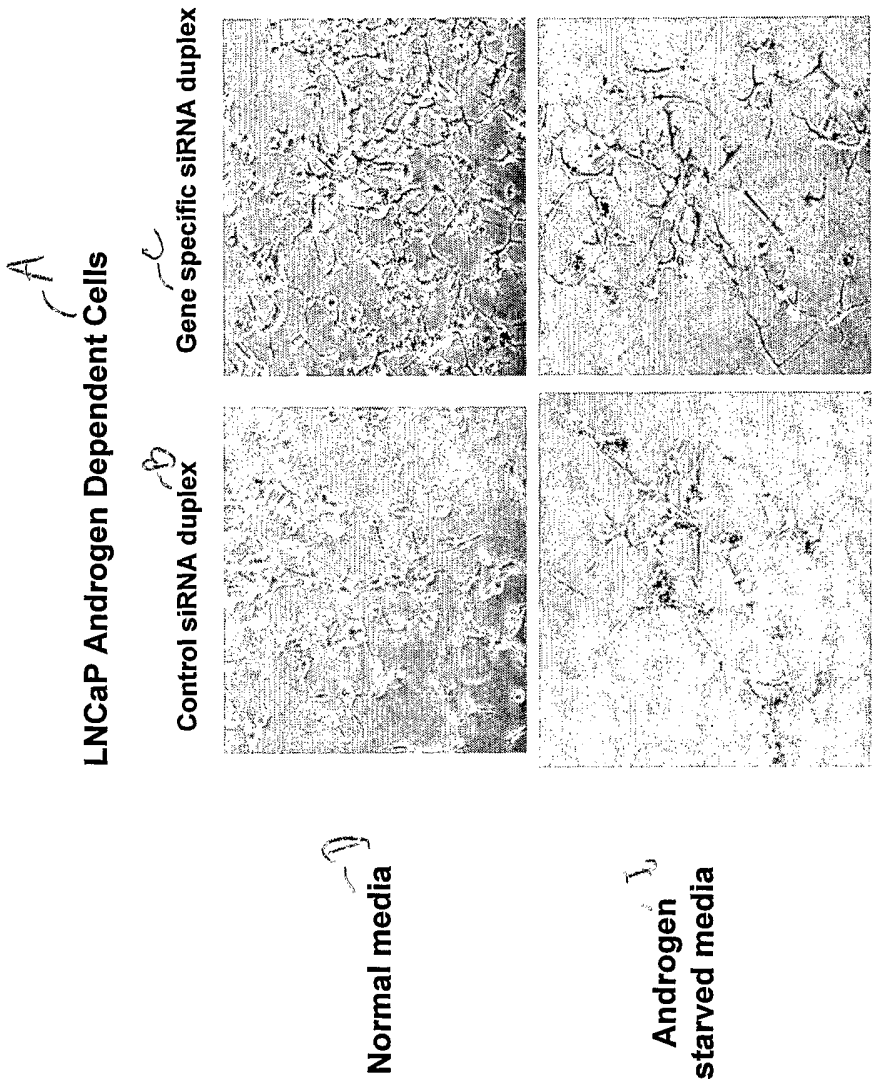 LNCaP Androgen Dependent Cells
A
Control siRNA duplex
B
Gene specific siRNA duplex
C
Normal media
D
Androgen
starved media
I